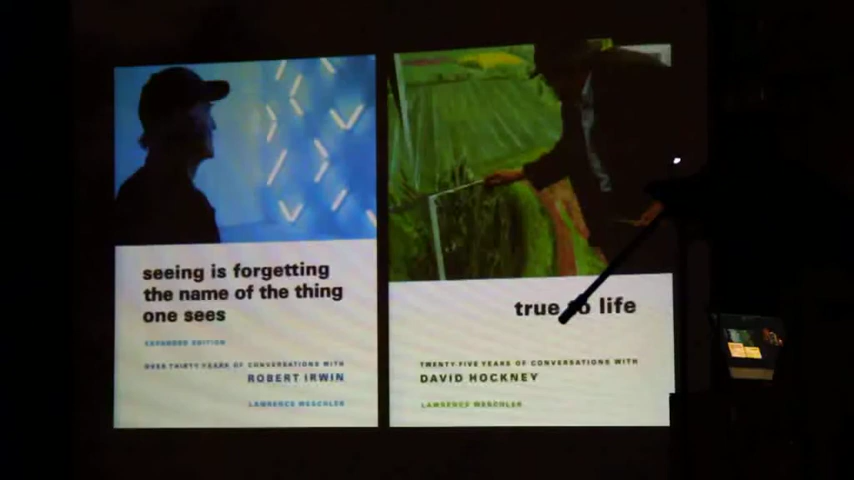 seeing is forgetting
the name of the thing
one sees
EXPANDED EDITION
OVER THIRTY YEARS OF CONVERSATIONS WITH
ROBERT IRWIN
LAWRENCE WESCHLER
true to life
TWENTY-FIVE YEARS OF CONVERSATIONS WITH
DAVID HOCKNEY
LAWRENCE WESCHLER